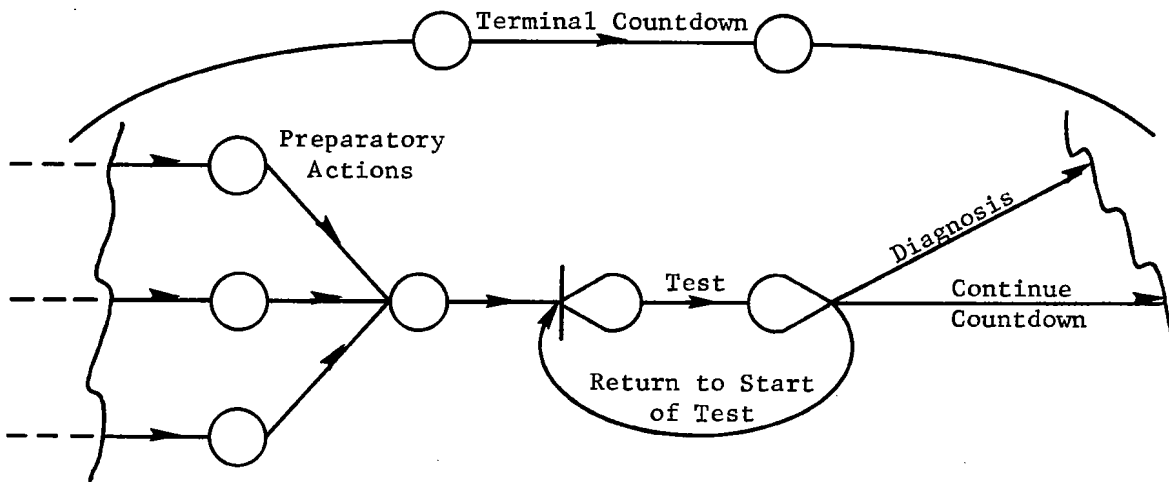 Terminal Countdown
Preparatory
Actions
Diagnosis
Test
Continue
Countdown
Return to Start
of Test